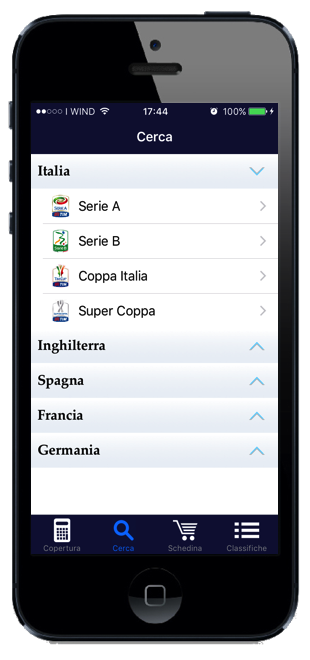 I WIND 17:44 100%
Cerca
Italia
Serie A
Serie B
Coppa Italia
Super Coppa
Inghilterra
Spagna
Francia
Germania
Copertura Cerca Schedina Classifiche